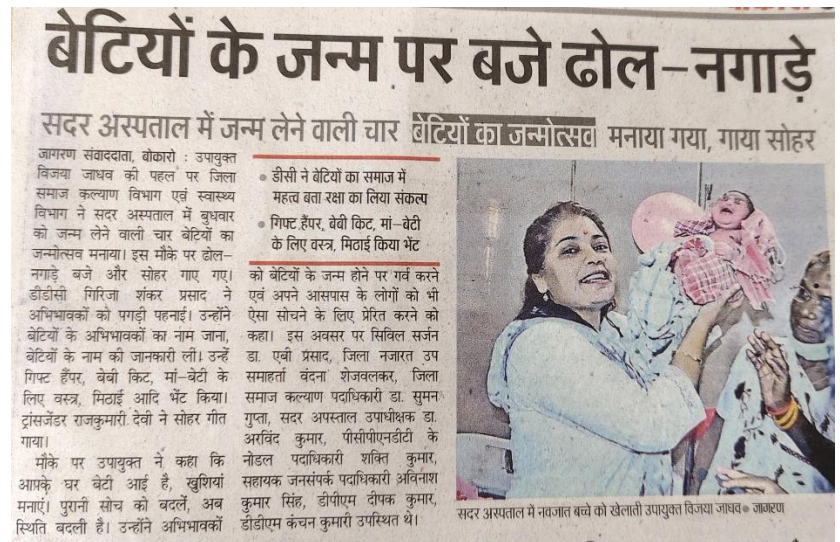 बेटियों के जन्म पर बजे ढोल-नगाड़े
सदर अस्पताल में जन्म लेने वाली चार बेटियों का जन्मोत्सव मनाया गया, गाया सोहर
जागरण संवाददाता, बोकारो : उपायुक्त
विजया जाधव की पहल पर जिला
समाज कल्याण विभाग एवं स्वास्थ्य
विभाग ने सदर अस्पताल में बुधवार
को जन्म लेने वाली चार बेटियों का
जन्मोत्सव मनाया। इस मौके पर ढोल-
नगाड़े बजे और सोहर गाए गए।
डीडीसी गिरिजा शंकर प्रसाद ने
अभिभावकों को पगड़ी पहनाई। उन्होंने
बेटियों के अभिभावकों का नाम जाना,
बेटियों के नाम की जानकारी ली। उन्हें
गिफ्ट हैंपर, बेबी किट, मां-बेटी के
लिए वस्त्र, मिठाई आदि भेंट किया।
ट्रांसजेंडर राजकुमारी देवी ने सोहर गीत
गाया।
मौके पर उपायुक्त ने कहा कि
आपके घर बेटी आई है, खुशियां
मनाएं। पुरानी सोच को बदलें, अब
स्थिति बदली है। उन्होंने अभिभावकों
• डीसी ने बेटियों का समाज में
महत्व बता रक्षा का लिया संकल्प
• गिफ्ट हैंपर, बेबी किट, मां-बेटी
के लिए वस्त्र, मिठाई किया भेंट
को बेटियों के जन्म होने पर गर्व करने
एवं अपने आसपास के लोगों को भी
ऐसा सोचने के लिए प्रेरित करने को
कहा। इस अवसर पर सिविल सर्जन
डा. एबी प्रसाद, जिला नजारत उप
समाहर्ता वंदना शेजवलकर, जिला
समाज कल्याण पदाधिकारी डा. सुमन
गुप्ता, सदर अपस्ताल उपाधीक्षक डा.
अरविंद कुमार, पीसीपीएनडीटी के
नोडल पदाधिकारी शक्ति कुमार,
सहायक जनसंपर्क पदाधिकारी अविनाश
कुमार सिंह, डीपीएम दीपक कुमार,
डीडीएम कंचन कुमारी उपस्थित थे।
सदर अस्पताल में नवजात बच्चे को खेलाती उपायुक्त विजया जाधव • जागरण